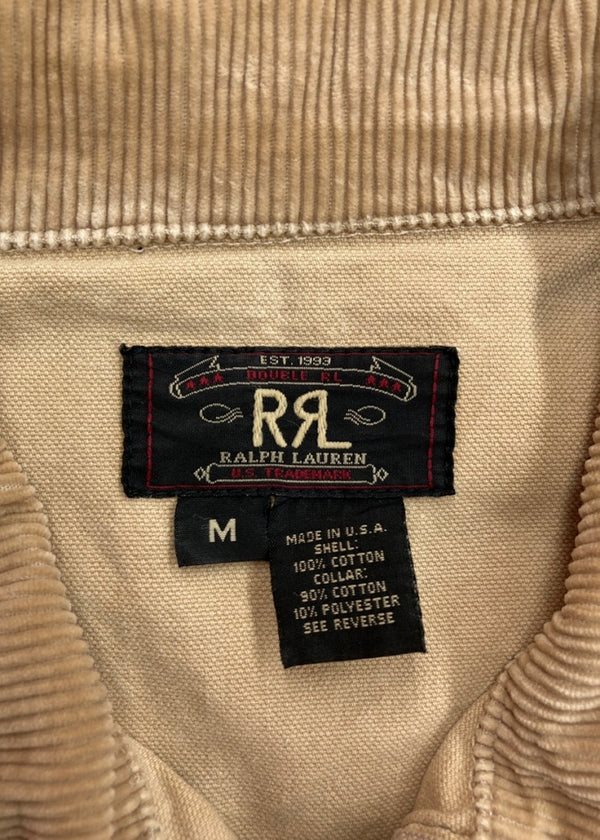 EST. 1993
DOUBLE RL
RRL
RALPH LAUREN
U.S. TRADEMARK
M
MADE IN U.S.A.
SHELL:
100% COTTON
COLLAR:
90% COTTON
10% POLYESTER
SEE REVERSE